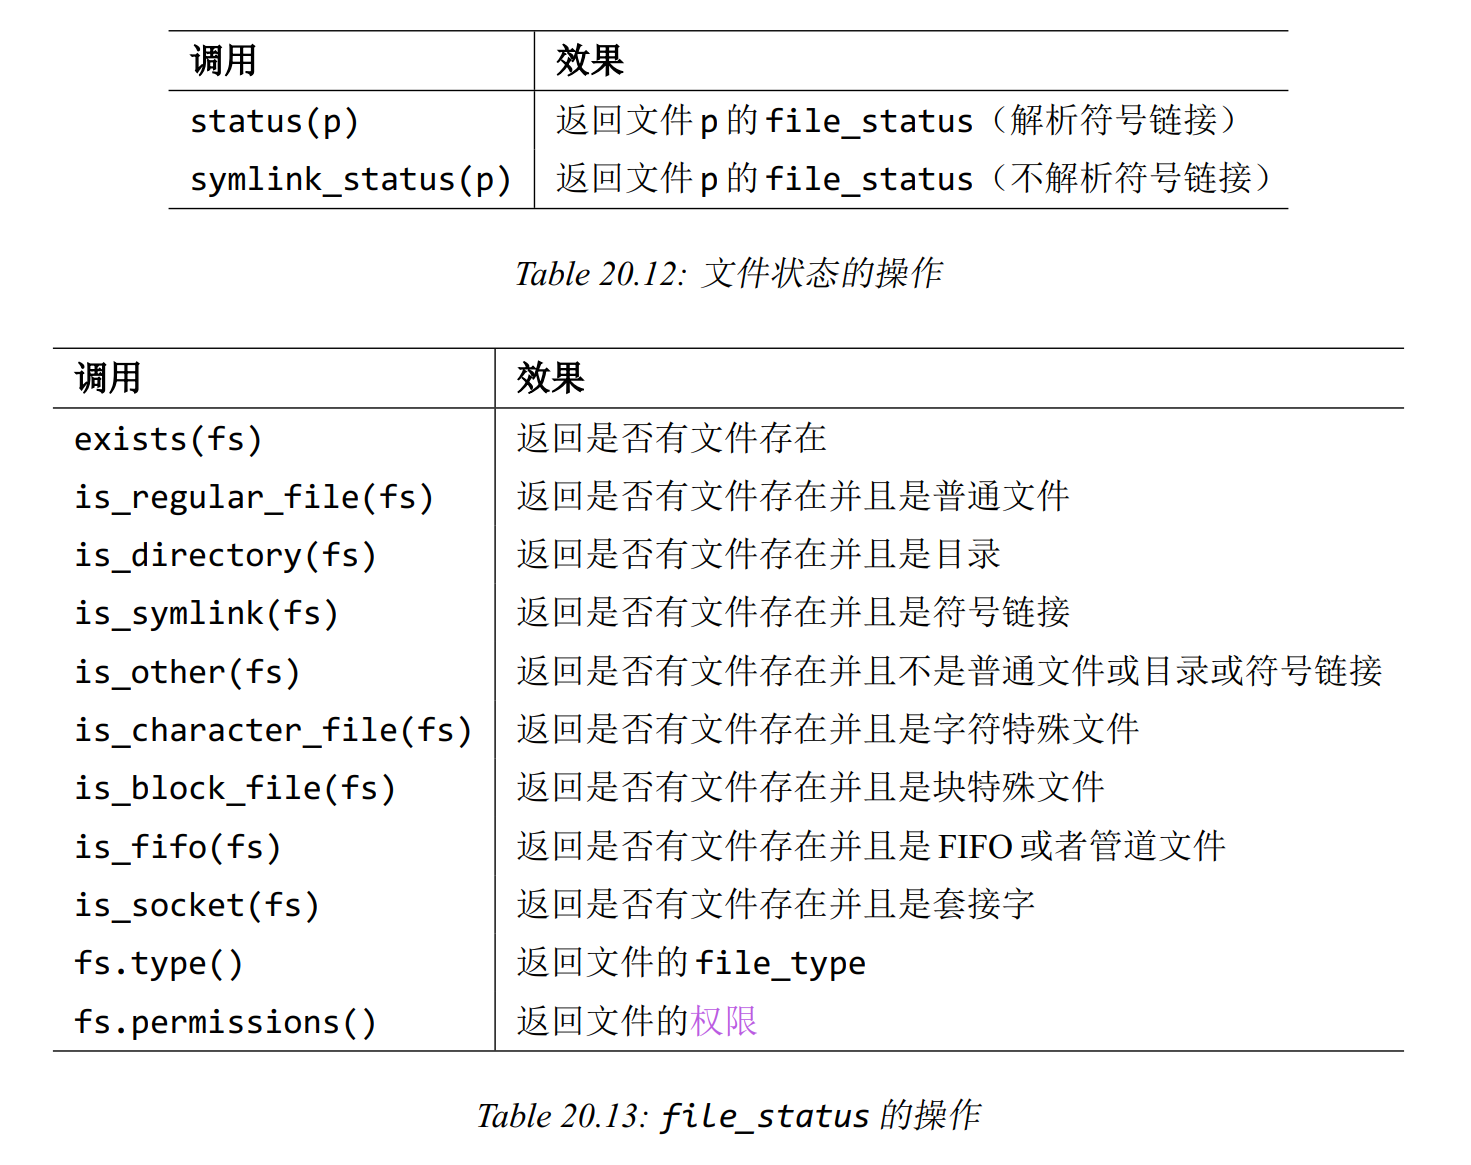 调用 效果
status(p) 返回文件 p 的 file_status（解析符号链接）
symlink_status(p) 返回文件 p 的 file_status（不解析符号链接）
Table 20.12: 文件状态的操作
调用 效果
exists(fs) 返回是否有文件存在
is_regular_file(fs) 返回是否有文件存在并且是普通文件
is_directory(fs) 返回是否有文件存在并且是目录
is_symlink(fs) 返回是否有文件存在并且是符号链接
is_other(fs) 返回是否有文件存在并且不是普通文件或目录或符号链接
is_character_file(fs) 返回是否有文件存在并且是字符特殊文件
is_block_file(fs) 返回是否有文件存在并且是块特殊文件
is_fifo(fs) 返回是否有文件存在并且是 FIFO 或者管道文件
is_socket(fs) 返回是否有文件存在并且是套接字
fs.type() 返回文件的 file_type
fs.permissions() 返回文件的权限
Table 20.13: file_status 的操作